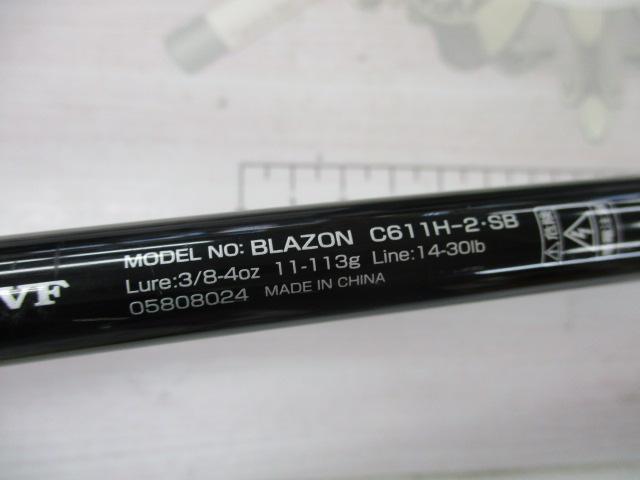 VF
MODEL NO: BLAZON C611H-2・SB
Lure:3/8-4oz 11-113g Line:14-30lb
05808024 MADE IN CHINA